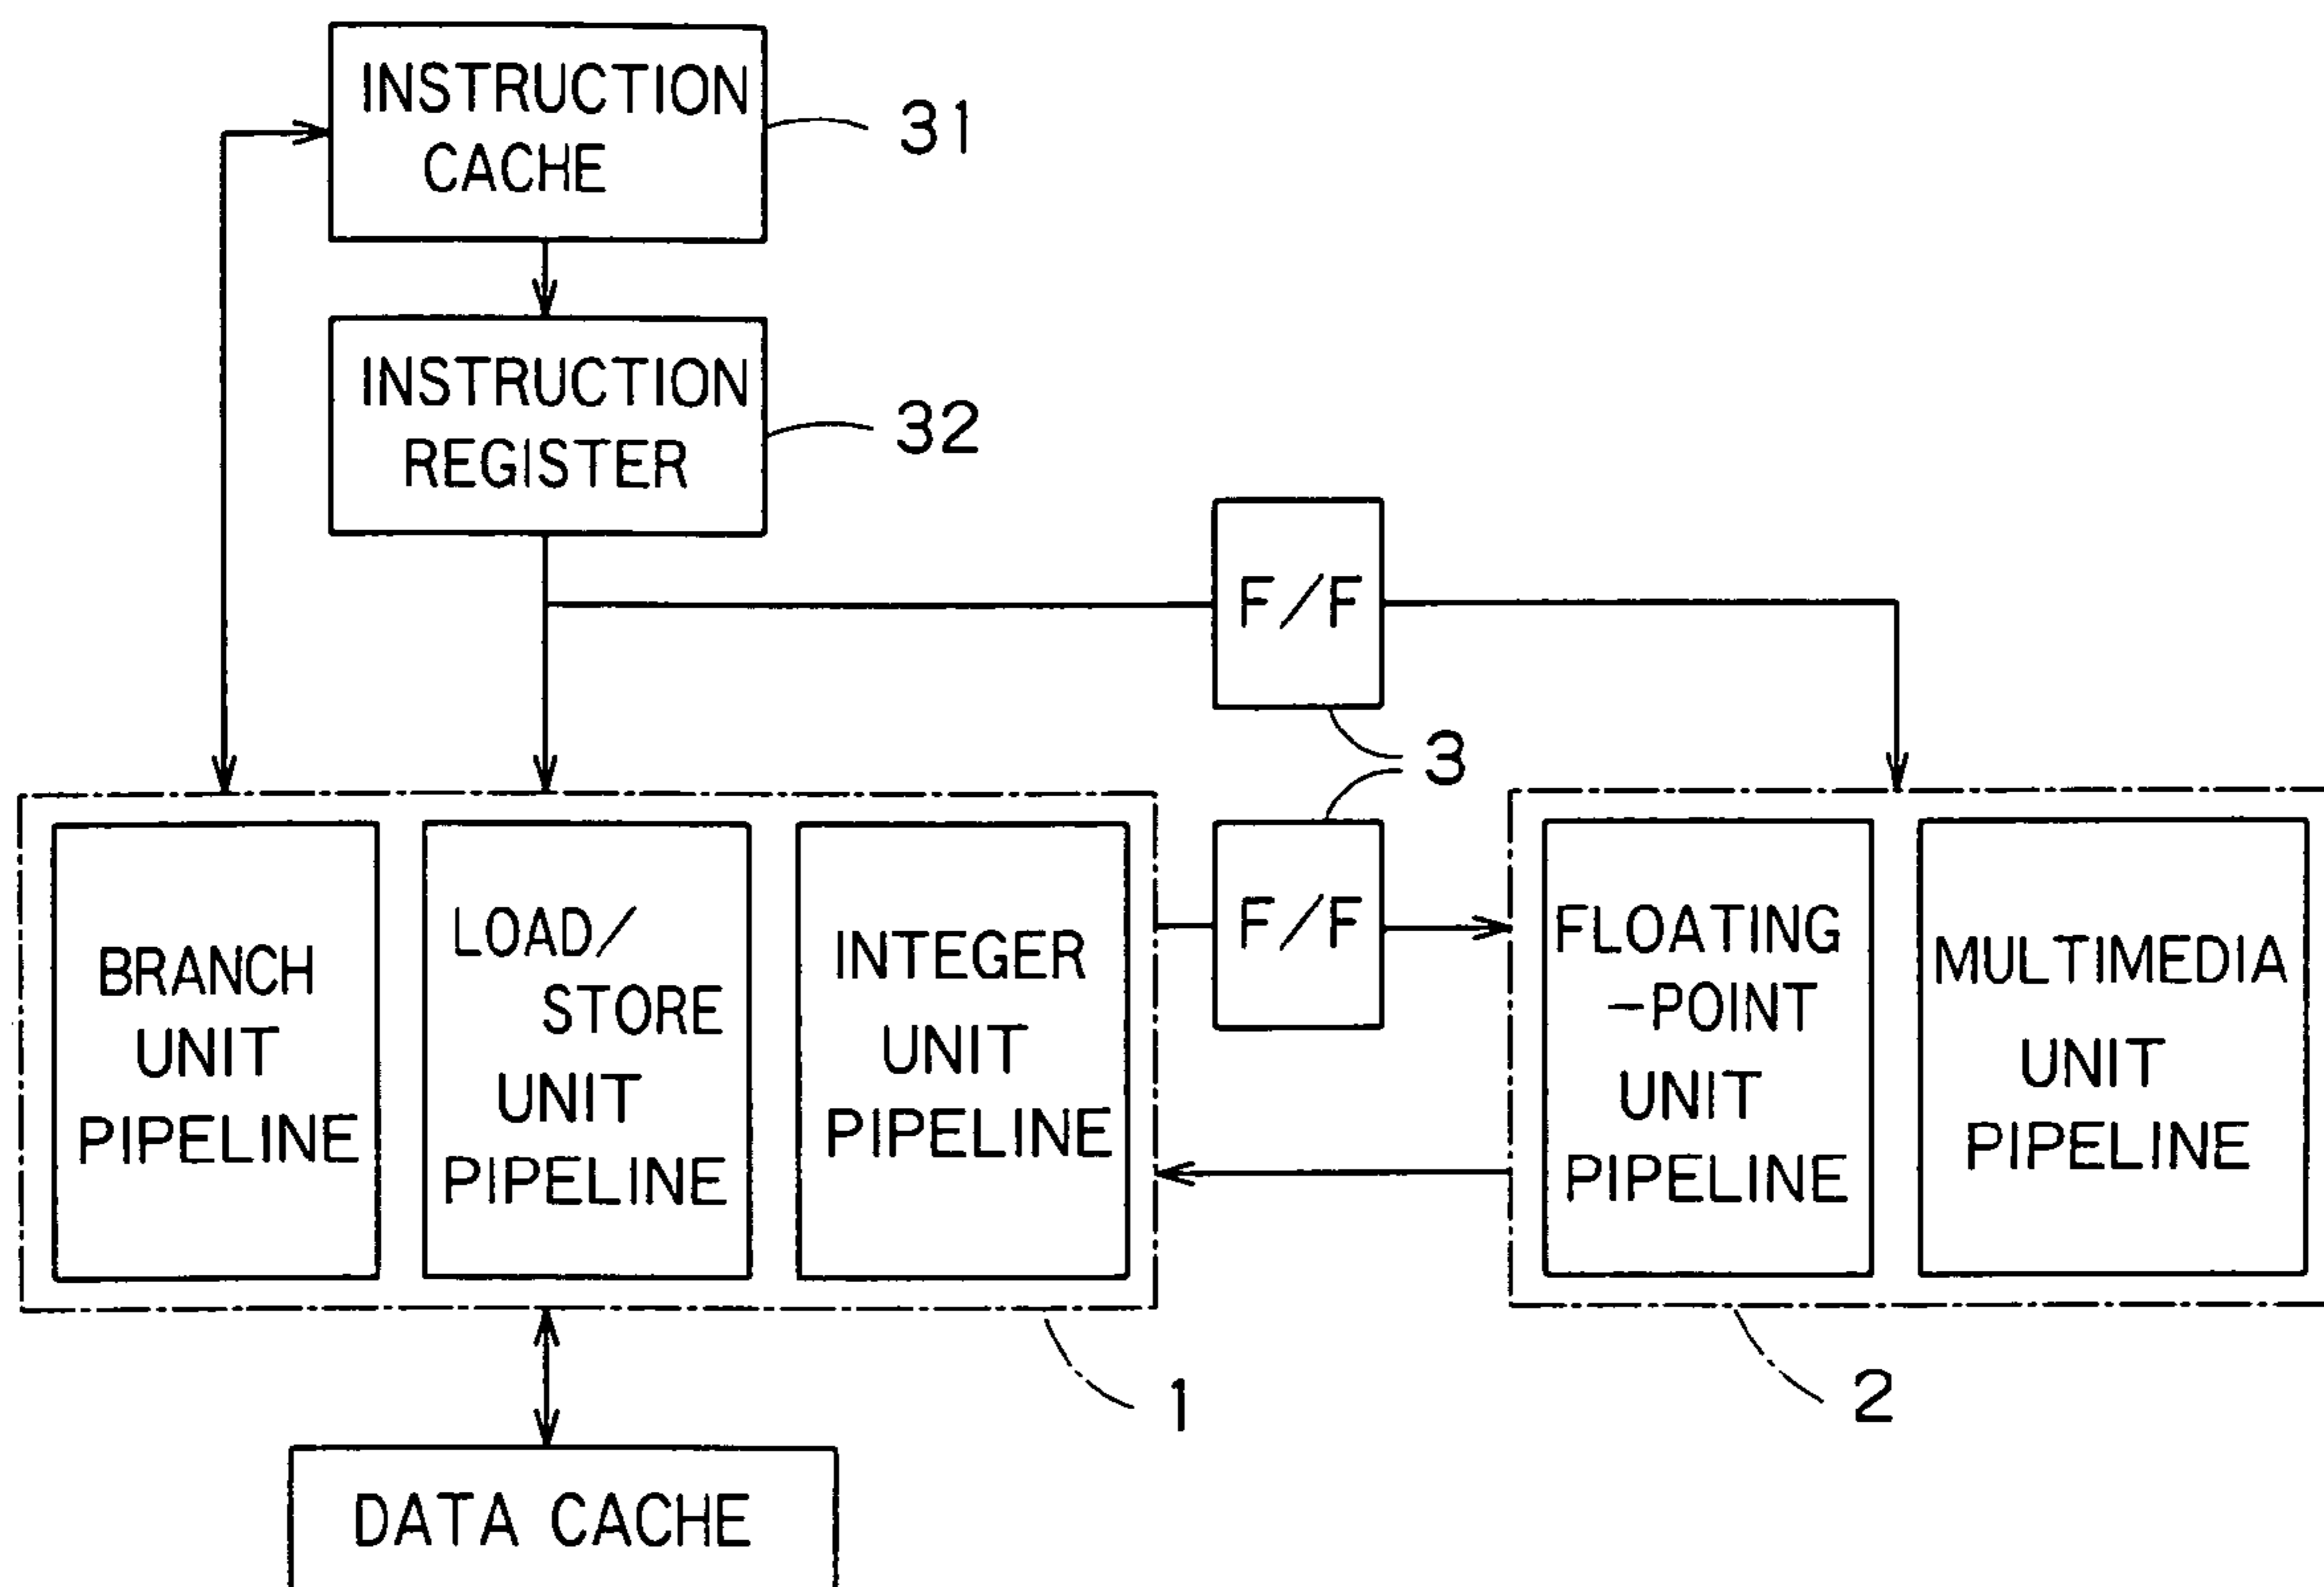 INSTRUCTION
CACHE
31
INSTRUCTION
REGISTER
32
F/F
3
BRANCH
UNIT
PIPELINE
LOAD/
STORE
UNIT
PIPELINE
INTEGER
UNIT
PIPELINE
F/F
FLOATING
-POINT
UNIT
PIPELINE
MULTIMEDIA
UNIT
PIPELINE
1
2
DATA CACHE